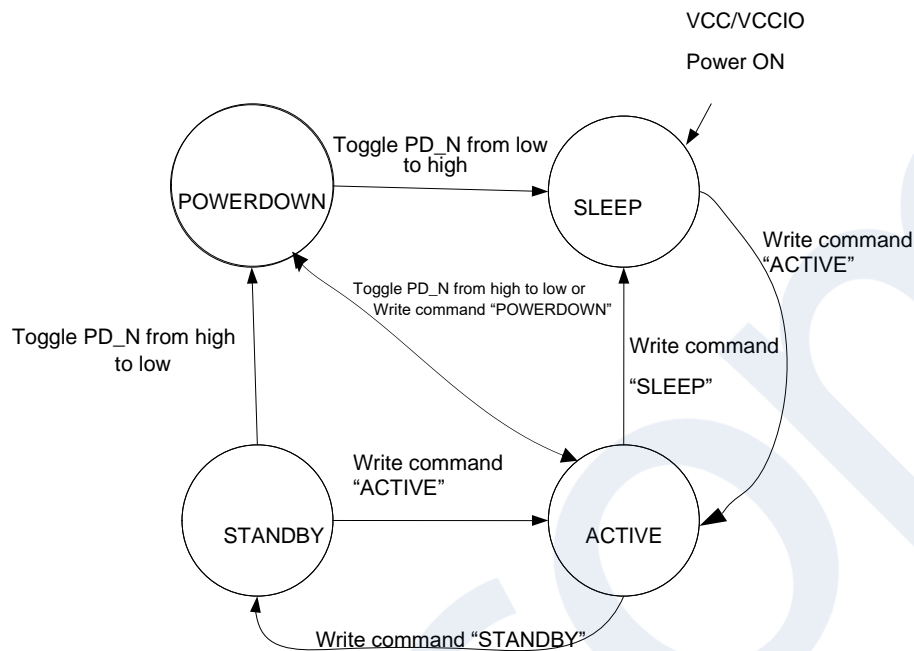 VCC/VCCIO
Power ON
Toggle PD_N from low
to high
POWERDOWN
SLEEP
Write command
“ACTIVE”
Toggle PD_N from high to low or
Write command “POWERDOWN”
Toggle PD_N from high
to low
Write command
“SLEEP”
Write command
“ACTIVE”
STANDBY
ACTIVE
Write command “STANDBY”